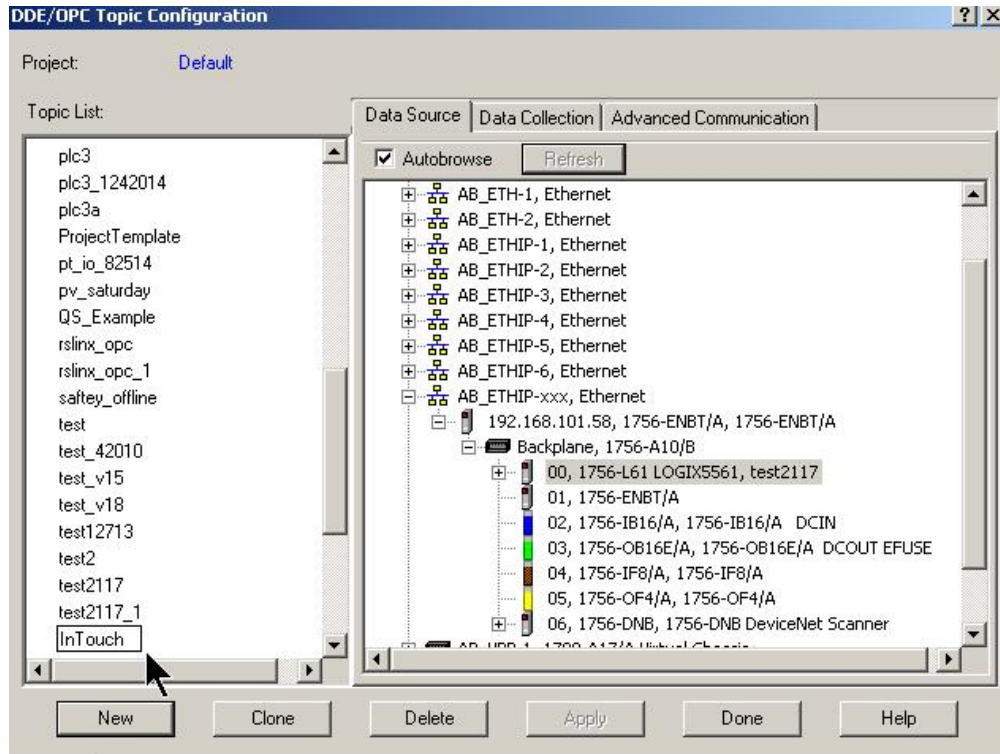 DDE/OPC Topic Configuration
Project: Default
Topic List:
plc3
plc3_1242014
plc3a
ProjectTemplate
pt_io_82514
pv_saturday
QS_Example
rslinx_opc
rslinx_opc_1
saftey_offline
test
test_42010
test_v15
test_v18
test12713
test2
test2117
test2117_1
InTouch
Data Source Data Collection Advanced Communication
Autobrowse Refresh
AB_ETH-1, Ethernet
AB_ETH-2, Ethernet
AB_ETHIP-1, Ethernet
AB_ETHIP-2, Ethernet
AB_ETHIP-3, Ethernet
AB_ETHIP-4, Ethernet
AB_ETHIP-5, Ethernet
AB_ETHIP-6, Ethernet
AB_ETHIP-xxx, Ethernet
192.168.101.58, 1756-ENBT/A, 1756-ENBT/A
Backplane, 1756-A10/B
00, 1756-L61 LOGIX5561, test2117
01, 1756-ENBT/A
02, 1756-IB16/A, 1756-IB16/A DCIN
03, 1756-OB16E/A, 1756-OB16E/A DCOUT EFUSE
04, 1756-IF8/A, 1756-IF8/A
05, 1756-OF4/A, 1756-OF4/A
06, 1756-DNB, 1756-DNB DeviceNet Scanner
New Clone Delete Apply Done Help